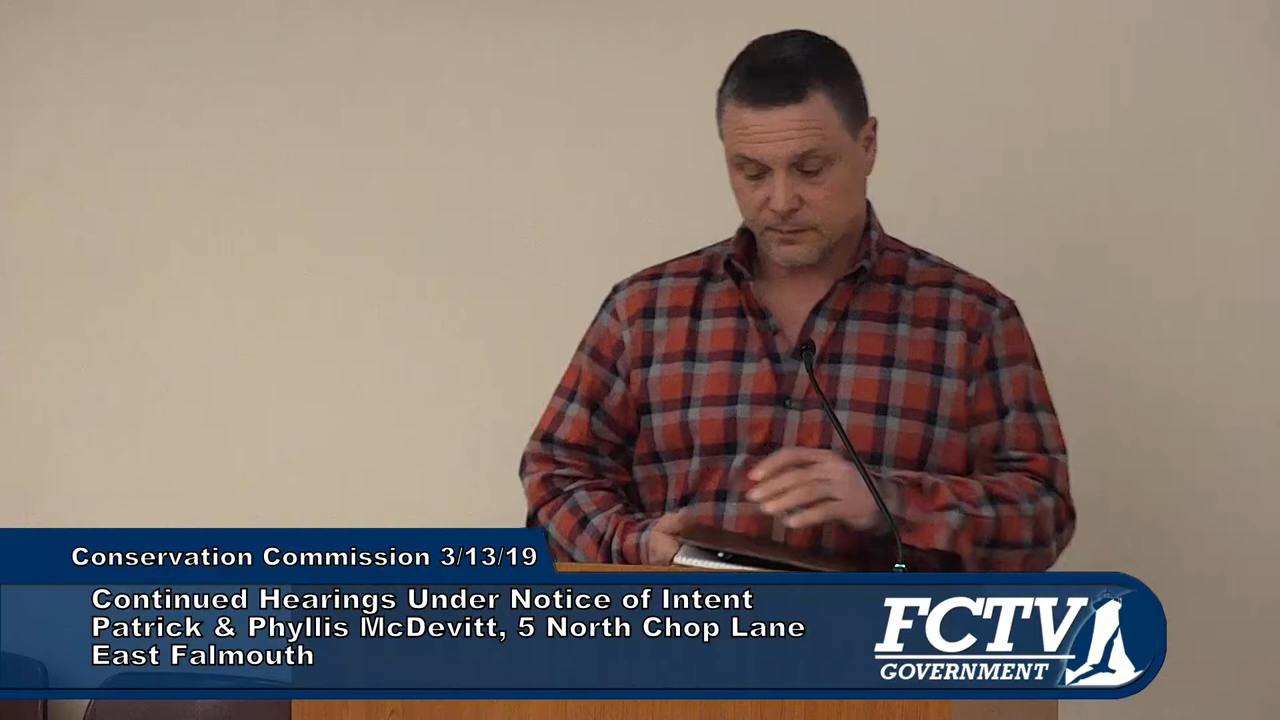 Conservation Commission 3/13/19
Continued Hearings Under Notice of Intent
Patrick & Phyllis McDevitt, 5 North Chop Lane
East Falmouth
FCTV
GOVERNMENT